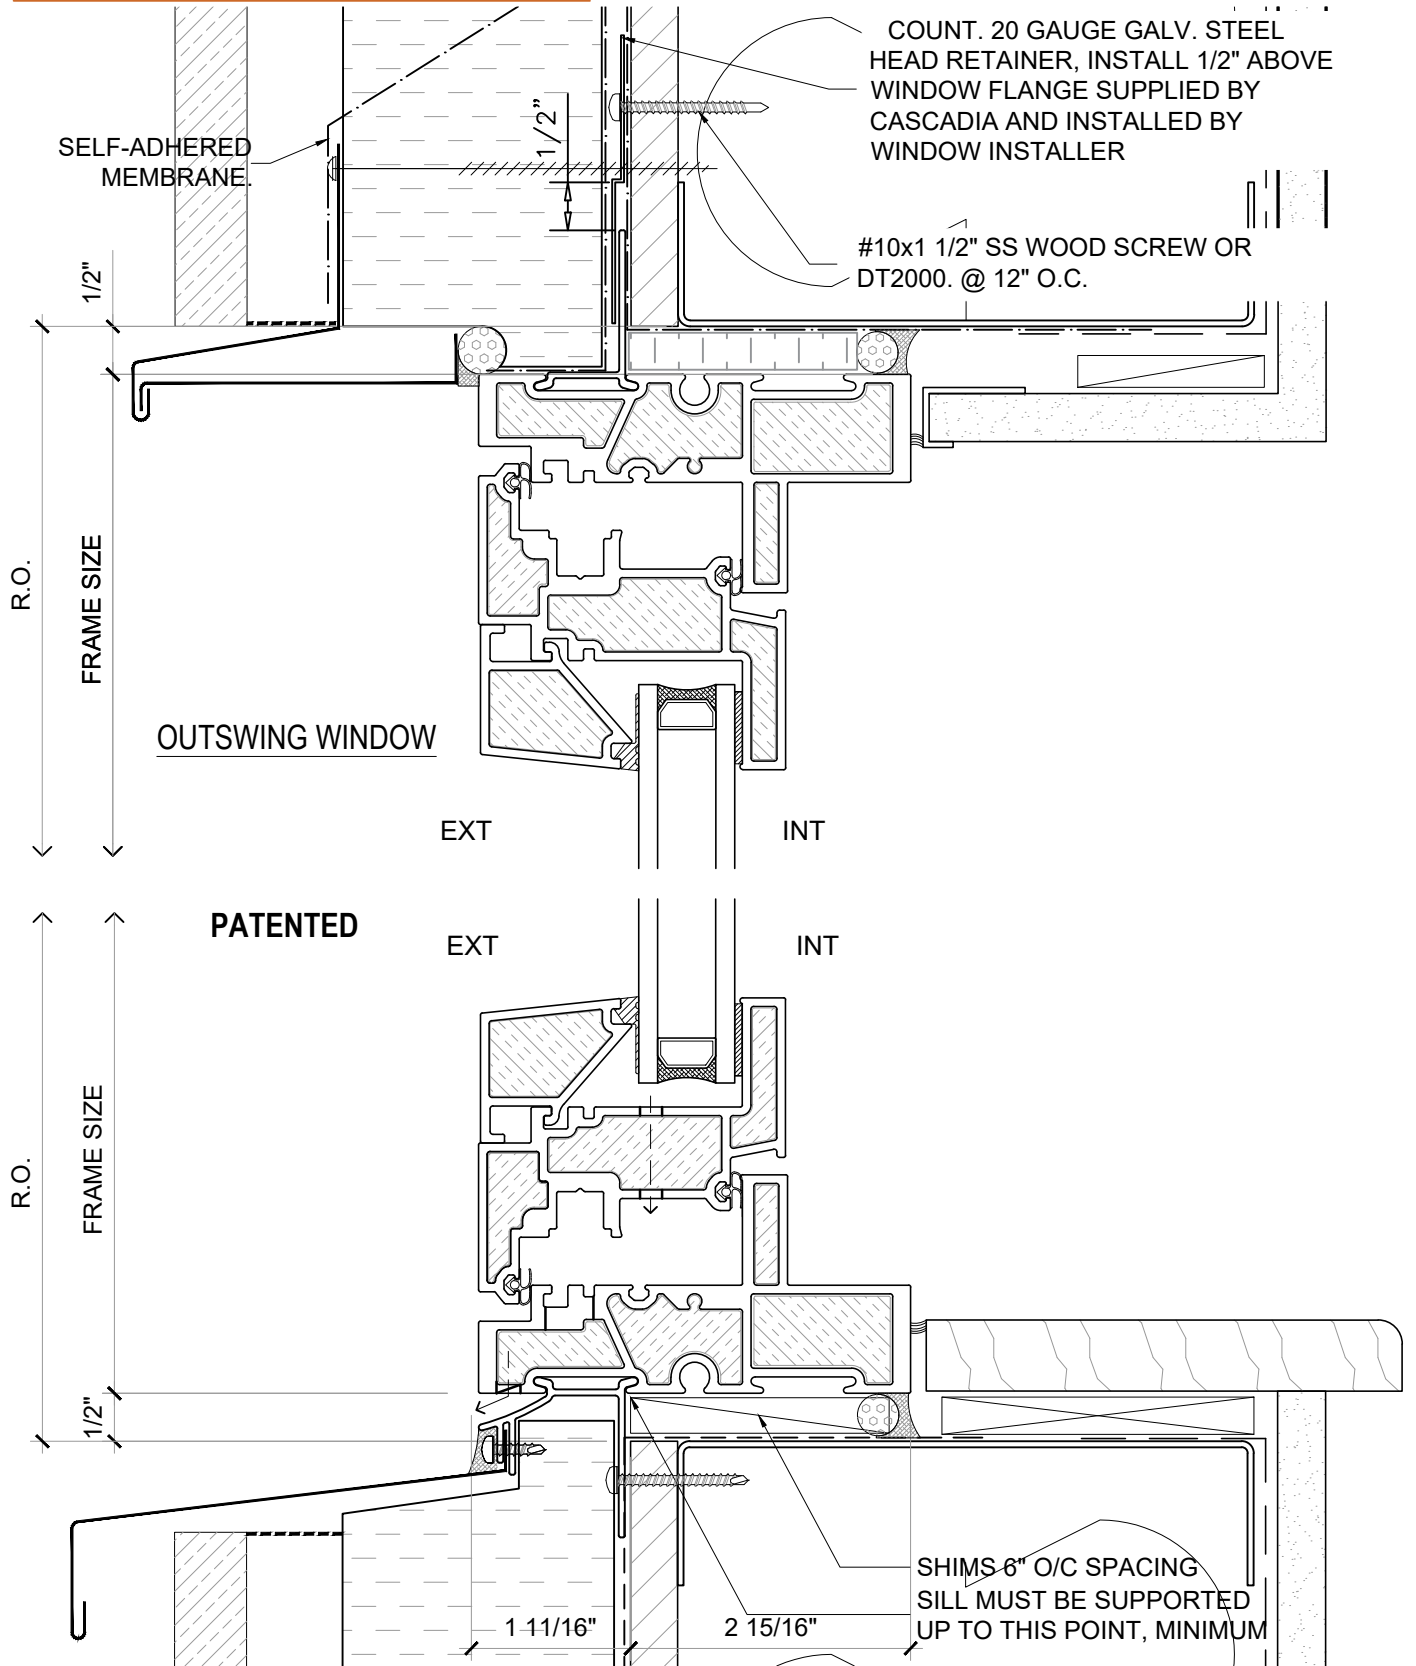 COUNT. 20 GAUGE GALV. STEEL
HEAD RETAINER, INSTALL 1/2" ABOVE
WINDOW FLANGE SUPPLIED BY
CASCADIA AND INSTALLED BY
WINDOW INSTALLER
SELF-ADHERED
MEMBRANE.
1/2"
#10x1 1/2" SS WOOD SCREW OR
DT2000. @ 12" O.C.
1/2"
R.O.
FRAME SIZE
OUTSWING WINDOW
EXT
INT
PATENTED
EXT
INT
R.O.
FRAME SIZE
1/2"
SHIMS 6" O/C SPACING
SILL MUST BE SUPPORTED
UP TO THIS POINT, MINIMUM
1 11/16"
2 15/16"